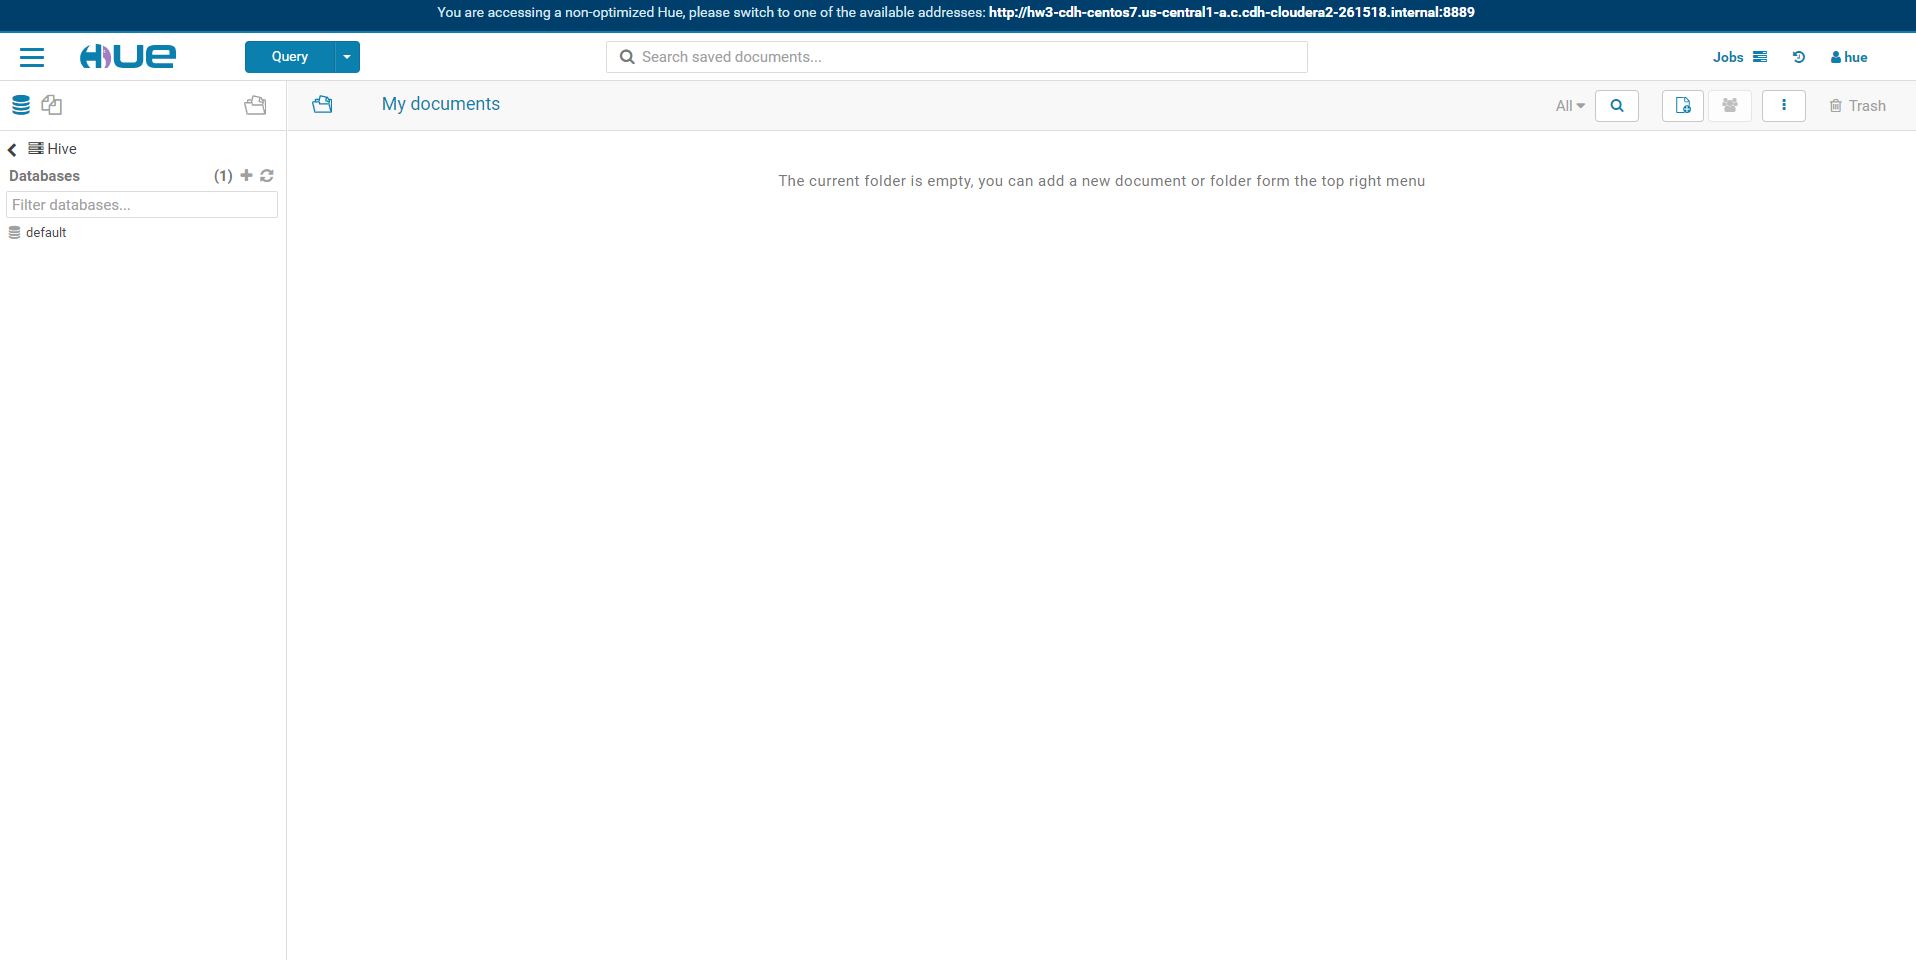 You are accessing a non-optimized Hue, please switch to one of the available addresses: http://hw3-cdh-centos7.us-central1-a.c.cdh-cloudera2-261518.internal:8889
HUE Query Search saved documents... Jobs hue
My documents All Trash
Hive
Databases (1)
Filter databases...
default
The current folder is empty, you can add a new document or folder form the top right menu